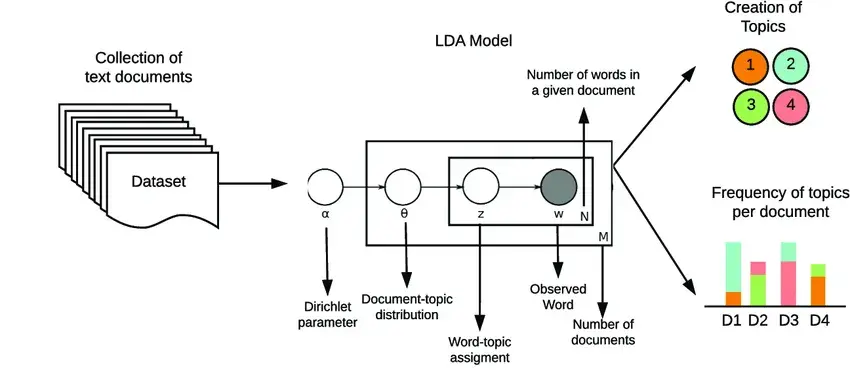 Collection of
text documents
Dataset
LDA Model
Number of words in
a given document
α
θ
z
w
N
M
Dirichlet
parameter
Document-topic
distribution
Word-topic
assigment
Observed
Word
Number of
documents
Creation of
Topics
1
2
3
4
Frequency of topics
per document
D1 D2 D3 D4